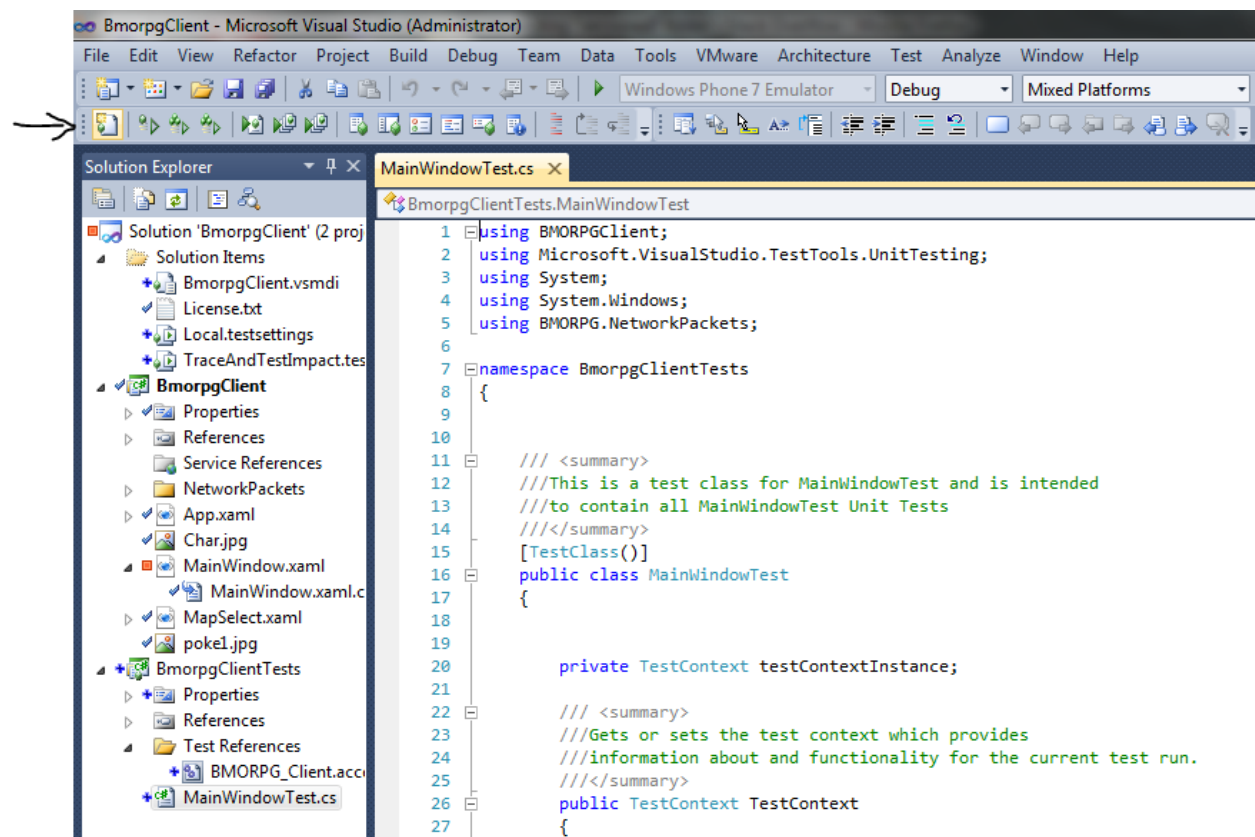 BmorpgClient - Microsoft Visual Studio (Administrator)
File Edit View Refactor Project Build Debug Team Data Tools VMware Architecture Test Analyze Window Help
Windows Phone 7 Emulator Debug Mixed Platforms
Solution Explorer
MainWindowTest.cs
BmorpgClientTests.MainWindowTest
Solution 'BmorpgClient' (2 proj
Solution Items
BmorpgClient.vsmdi
License.txt
Local.testsettings
TraceAndTestImpact.tes
BmorpgClient
Properties
References
Service References
NetworkPackets
App.xaml
Char.jpg
MainWindow.xaml
MainWindow.xaml.c
MapSelect.xaml
poke1.jpg
BmorpgClientTests
Properties
References
Test References
BMORPG_Client.acc
MainWindowTest.cs
1 using BMORPGClient;
2 using Microsoft.VisualStudio.TestTools.UnitTesting;
3 using System;
4 using System.Windows;
5 using BMORPG.NetworkPackets;
6
7 namespace BmorpgClientTests
8 {
9
10
11 /// <summary>
12 ///This is a test class for MainWindowTest and is intended
13 ///to contain all MainWindowTest Unit Tests
14 ///</summary>
15 [TestClass()]
16 public class MainWindowTest
17 {
18
19
20 private TestContext testContextInstance;
21
22 /// <summary>
23 ///Gets or sets the test context which provides
24 ///information about and functionality for the current test run.
25 ///</summary>
26 public TestContext TestContext
27 {